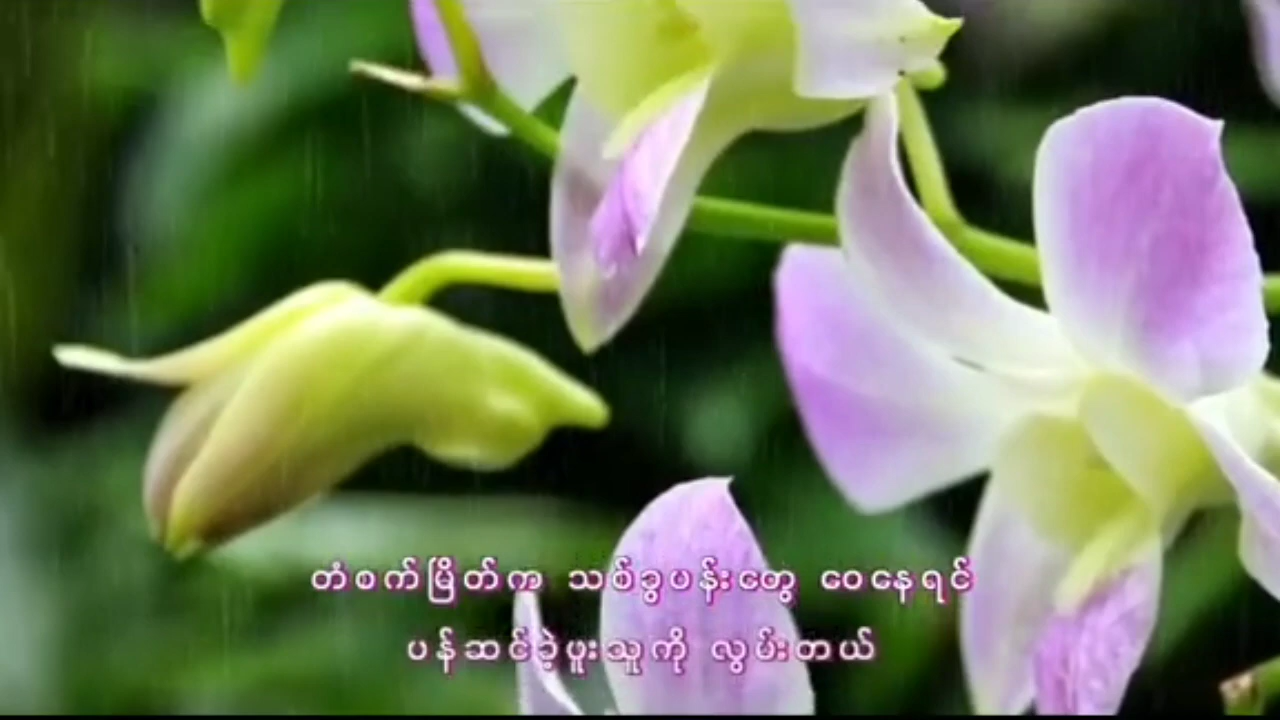 တံစက်မြိတ်က သစ်ခွပန်းတွေ ဝေနေရင်
ပန်ဆင်ခဲ့ဖူးသူကို လွမ်းတယ်